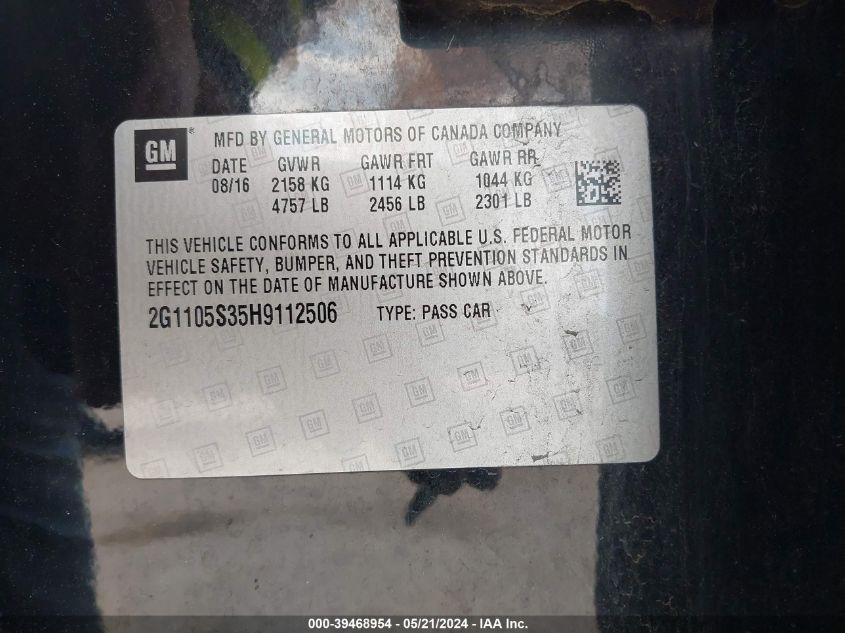 GM® MFD BY GENERAL MOTORS OF CANADA COMPANY
DATE GVWR GAWR FRT GAWR RR
08/16 2158 KG 1114 KG 1044 KG
4757 LB 2456 LB 2301 LB
THIS VEHICLE CONFORMS TO ALL APPLICABLE U.S. FEDERAL MOTOR
VEHICLE SAFETY, BUMPER, AND THEFT PREVENTION STANDARDS IN
EFFECT ON THE DATE OF MANUFACTURE SHOWN ABOVE.
2G1105S35H9112506 TYPE: PASS CAR
000-39468954 / 05/21/2024 - IAA Inc.